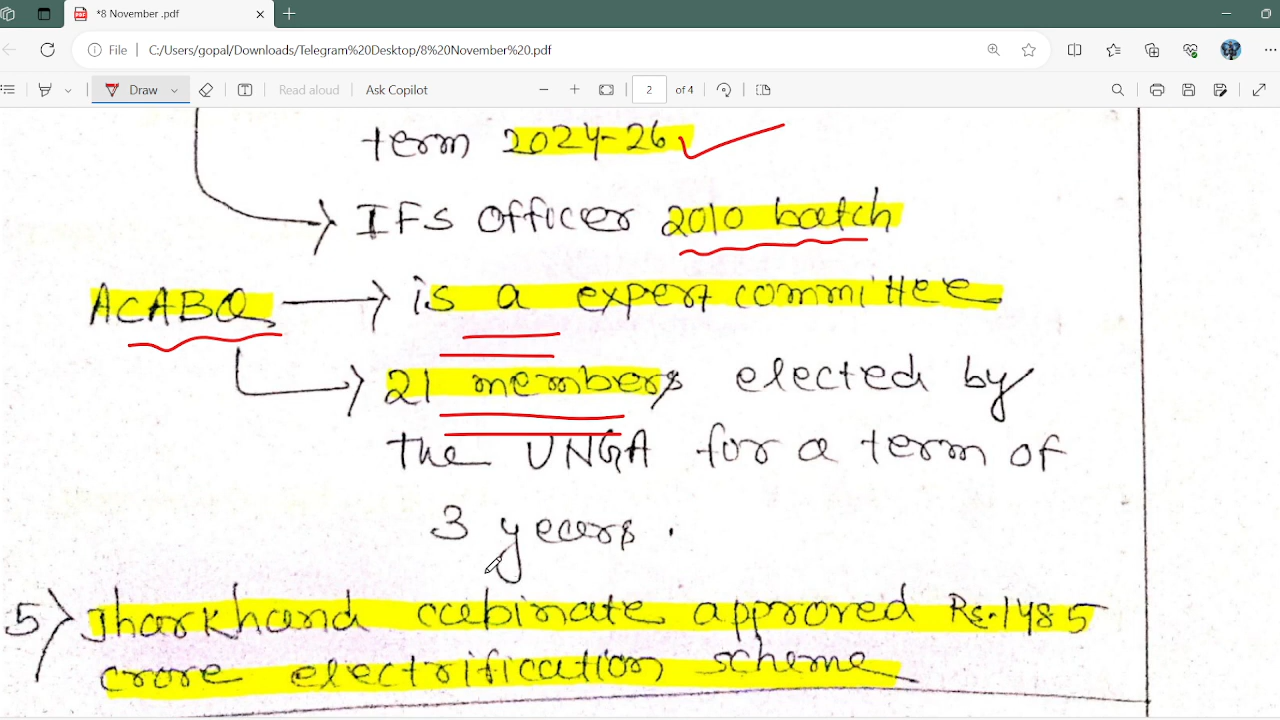 *8 November .pdf
File C:/Users/gopal/Downloads/Telegram%20Desktop/8%20November%20.pdf
Draw Read aloud Ask Copilot 2 of 4
term 2024-26
IFS officer 2010 batch
ACABQ → is a expert committee
21 members elected by
the UNGA for a term of
3 years.
5) Jharkhand cabinate approved Rs.1485
crore electrification scheme